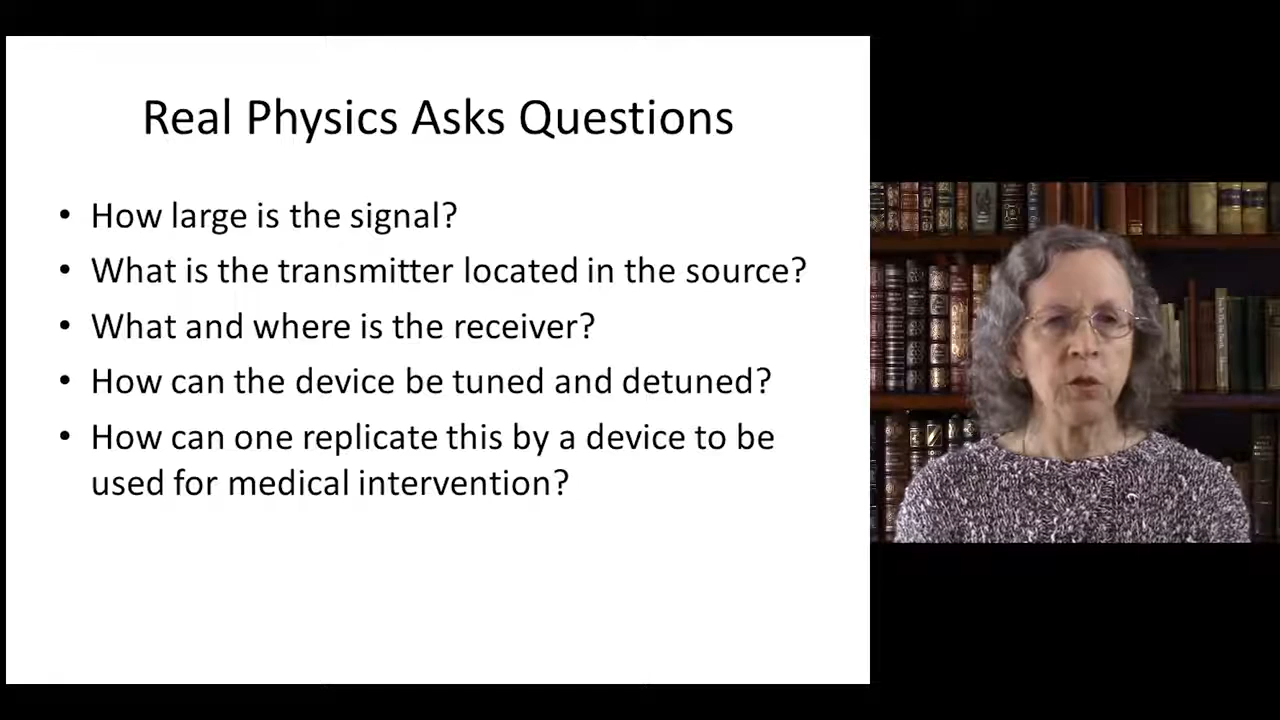 Real Physics Asks Questions
• How large is the signal?
• What is the transmitter located in the source?
• What and where is the receiver?
• How can the device be tuned and detuned?
• How can one replicate this by a device to be
used for medical intervention?